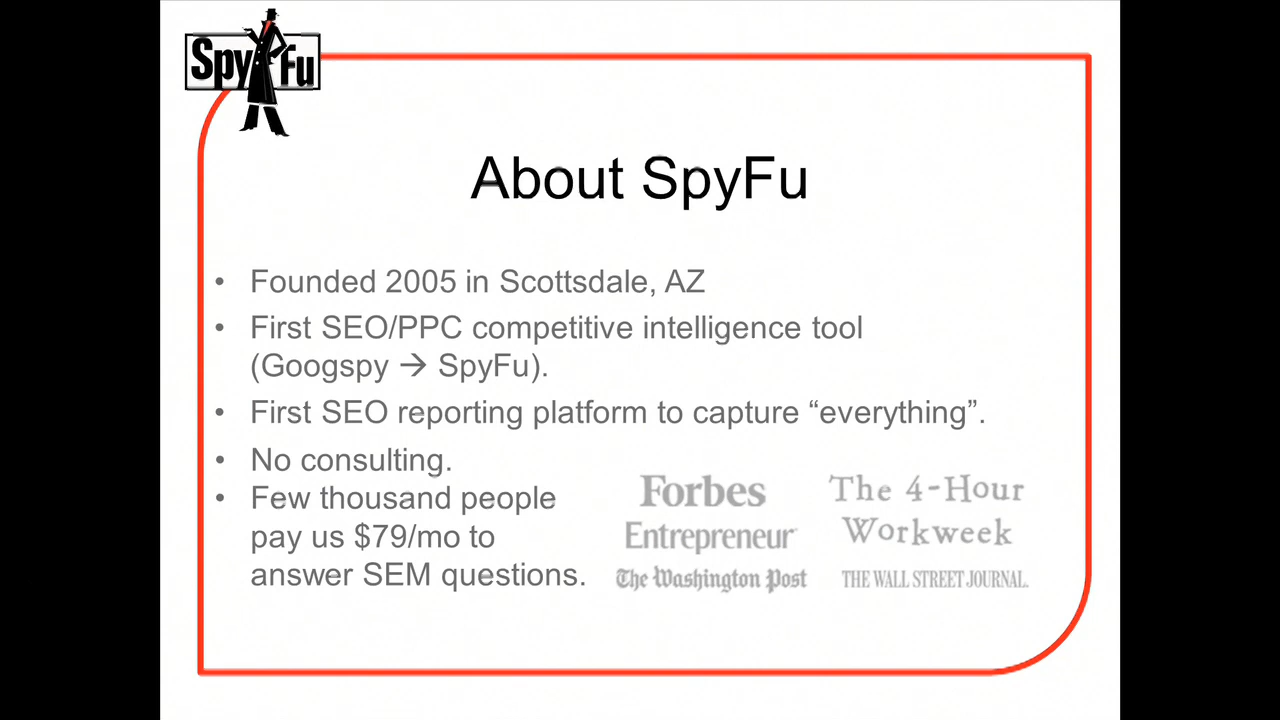 SpyFu
About SpyFu
• Founded 2005 in Scottsdale, AZ
• First SEO/PPC competitive intelligence tool
(Googspy → SpyFu).
• First SEO reporting platform to capture “everything”.
• No consulting.
• Few thousand people
pay us $79/mo to
answer SEM questions.
Forbes
Entrepreneur
The Washington Post
The 4-Hour
Workweek
THE WALL STREET JOURNAL.